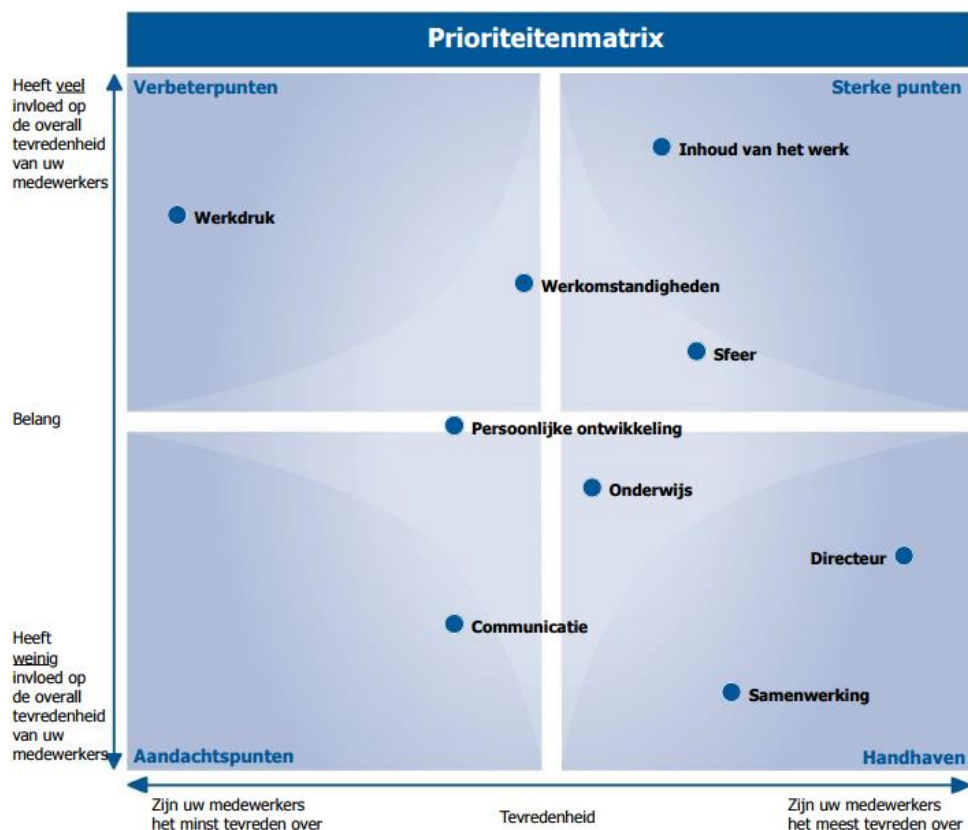 Prioriteitenmatrix
Heeft veel
invloed op
de overall
tevredenheid
van uw
medewerkers
Verbeterpunten
Sterke punten
Inhoud van het werk
Werkdruk
Werkomstandigheden
Sfeer
Belang
Persoonlijke ontwikkeling
Onderwijs
Directeur
Communicatie
Heeft
weinig
invloed op
de overall
tevredenheid
van uw
medewerkers
Samenwerking
Aandachtspunten
Handhaven
Zijn uw medewerkers
het minst tevreden over
Tevredenheid
Zijn uw medewerkers
het meest tevreden over